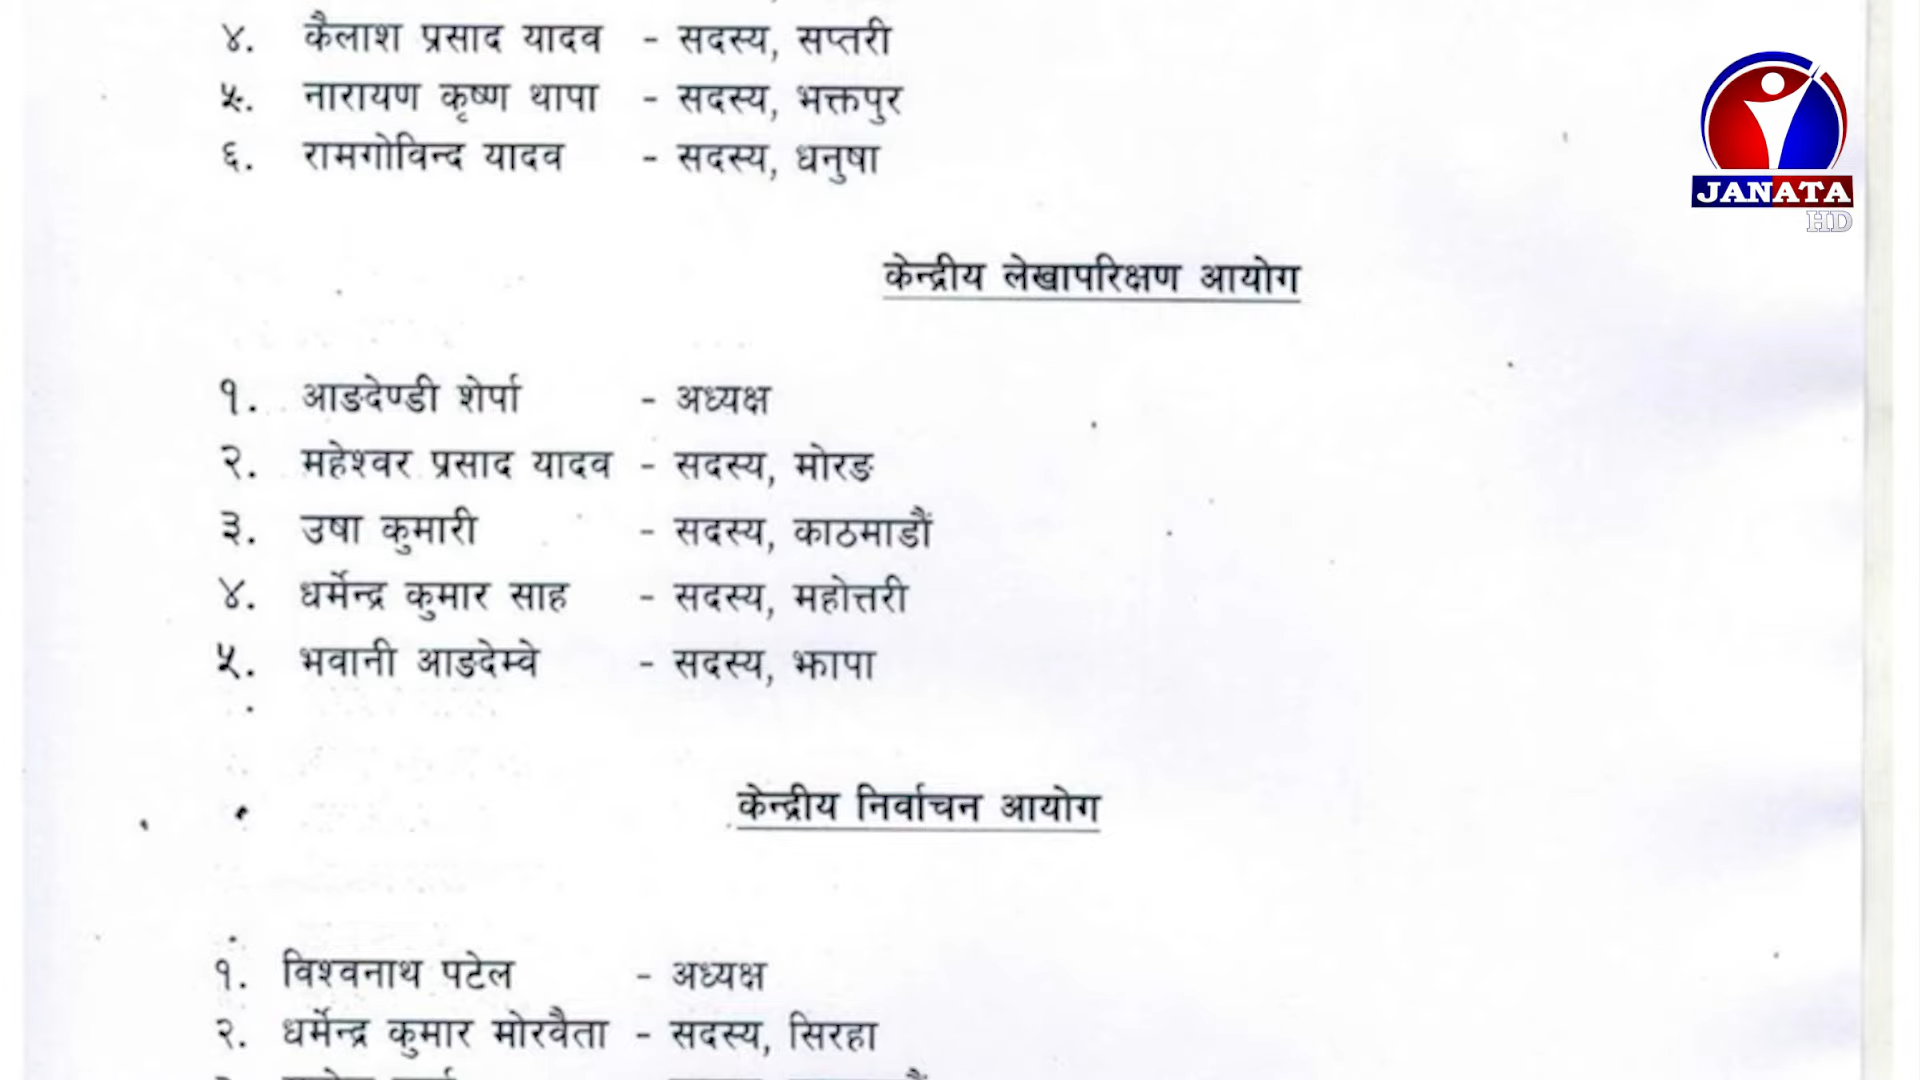 ४. कैलाश प्रसाद यादव - सदस्य, सप्तरी
५. नारायण कृष्ण थापा - सदस्य, भक्तपुर
६. रामगोविन्द यादव - सदस्य, धनुषा
JANATA
HD
केन्द्रीय लेखापरिक्षण आयोग
१. आङदेण्डी शेर्पा - अध्यक्ष
२. महेश्वर प्रसाद यादव - सदस्य, मोरङ
३. उषा कुमारी - सदस्य, काठमाडौं
४. धर्मेन्द्र कुमार साह - सदस्य, महोत्तरी
५. भवानी आङदेम्वे - सदस्य, झापा
केन्द्रीय निर्वाचन आयोग
१. विश्वनाथ पटेल - अध्यक्ष
२. धर्मेन्द्र कुमार मोरवैता - सदस्य, सिरहा